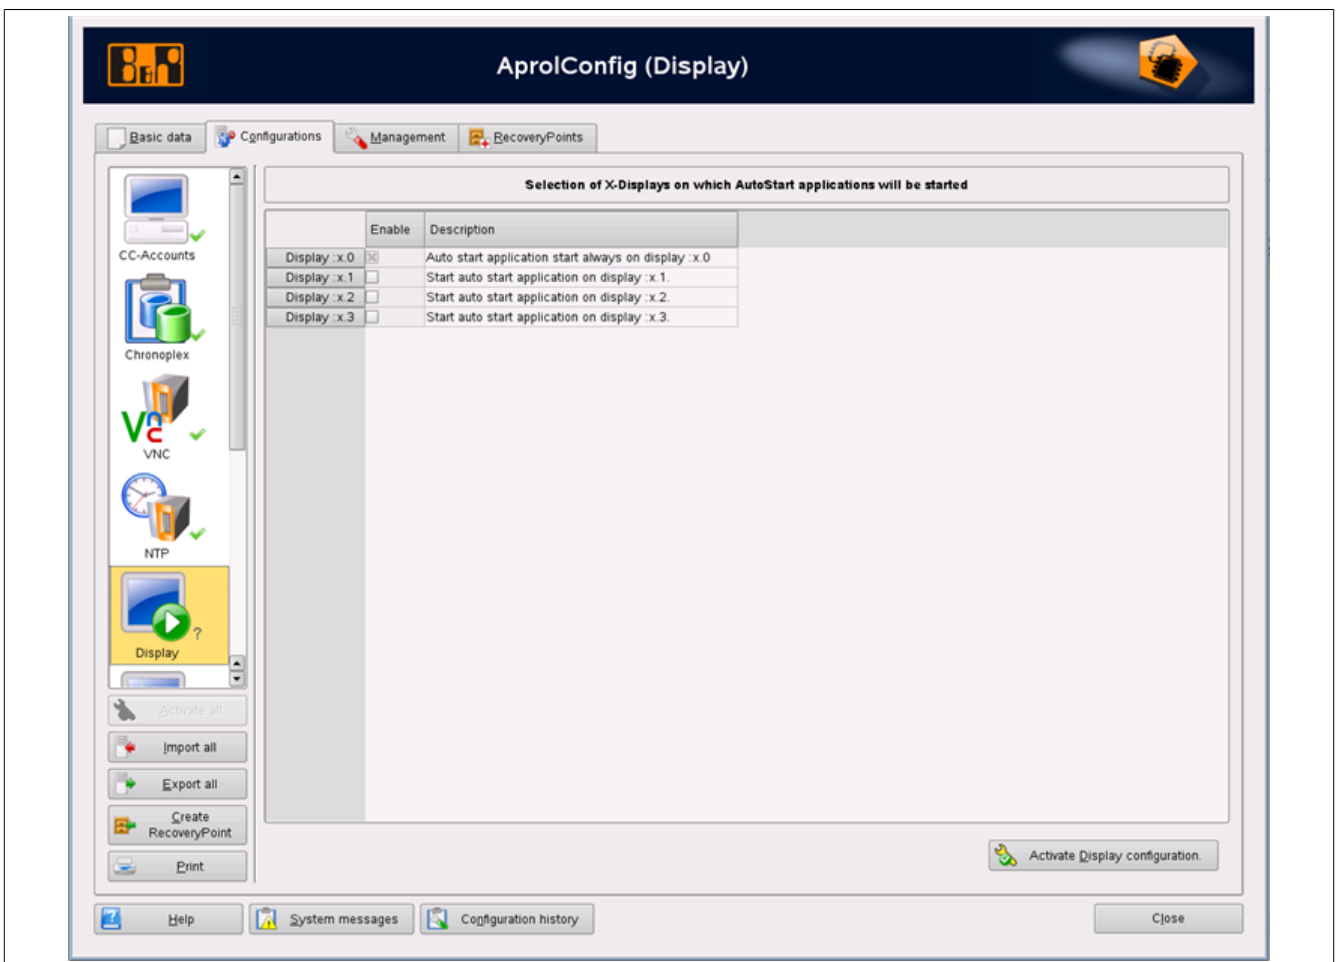 B&R
AprolConfig (Display)
Basic data
Configurations
Management
RecoveryPoints
CC-Accounts
Chronoplex
VNC
VNC
NTP
?
Display
Selection of X-Displays on which AutoStart applications will be started
Enable Description
Display :x.0 Auto start application start always on display :x.0
Display :x.1 Start auto start application on display :x.1.
Display :x.2 Start auto start application on display :x.2.
Display :x.3 Start auto start application on display :x.3.
Activate all
Import all
Export all
Create
RecoveryPoint
Print
Activate Display configuration.
? Help
System messages
Configuration history
Close